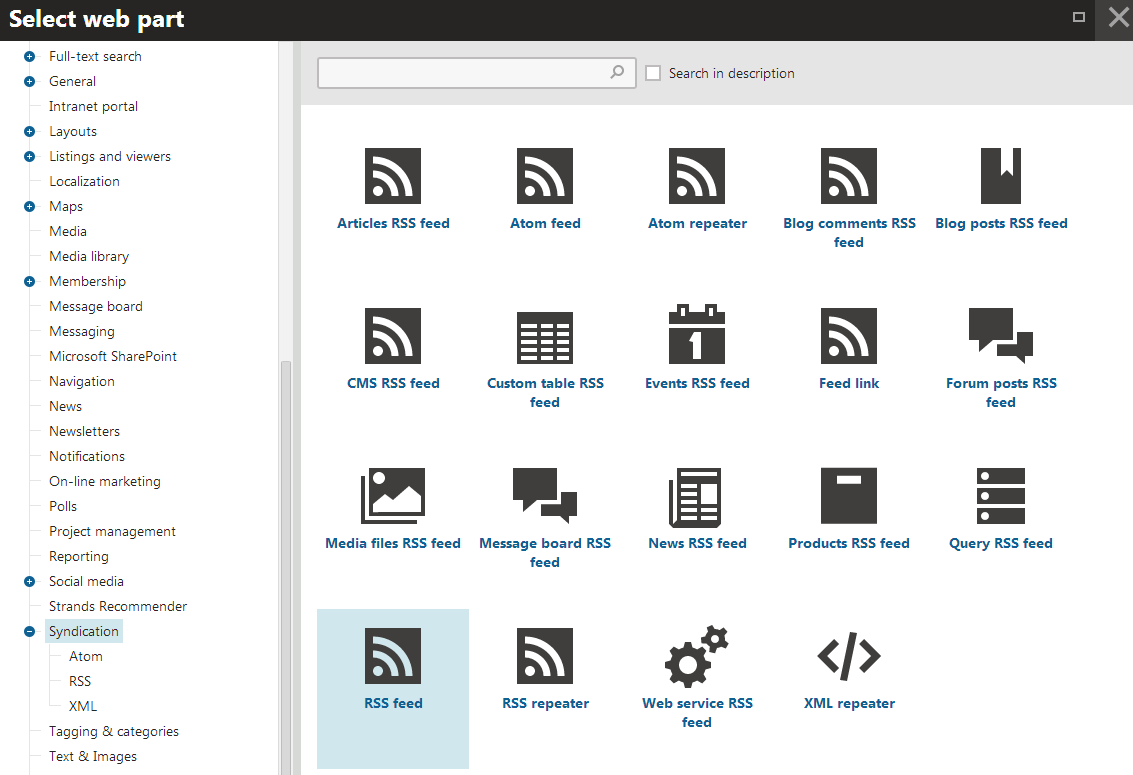 Select web part
Full-text search
General
Intranet portal
Layouts
Listings and viewers
Localization
Maps
Media
Media library
Membership
Message board
Messaging
Microsoft SharePoint
Navigation
News
Newsletters
Notifications
On-line marketing
Polls
Project management
Reporting
Social media
Strands Recommender
Syndication
Atom
RSS
XML
Tagging & categories
Text & Images
Search in description
Articles RSS feed
Atom feed
Atom repeater
Blog comments RSS
feed
Blog posts RSS feed
CMS RSS feed
Custom table RSS
feed
1
Events RSS feed
Feed link
Forum posts RSS
feed
Media files RSS feed
Message board RSS
feed
News RSS feed
Products RSS feed
Query RSS feed
RSS feed
RSS repeater
Web service RSS
feed
XML repeater